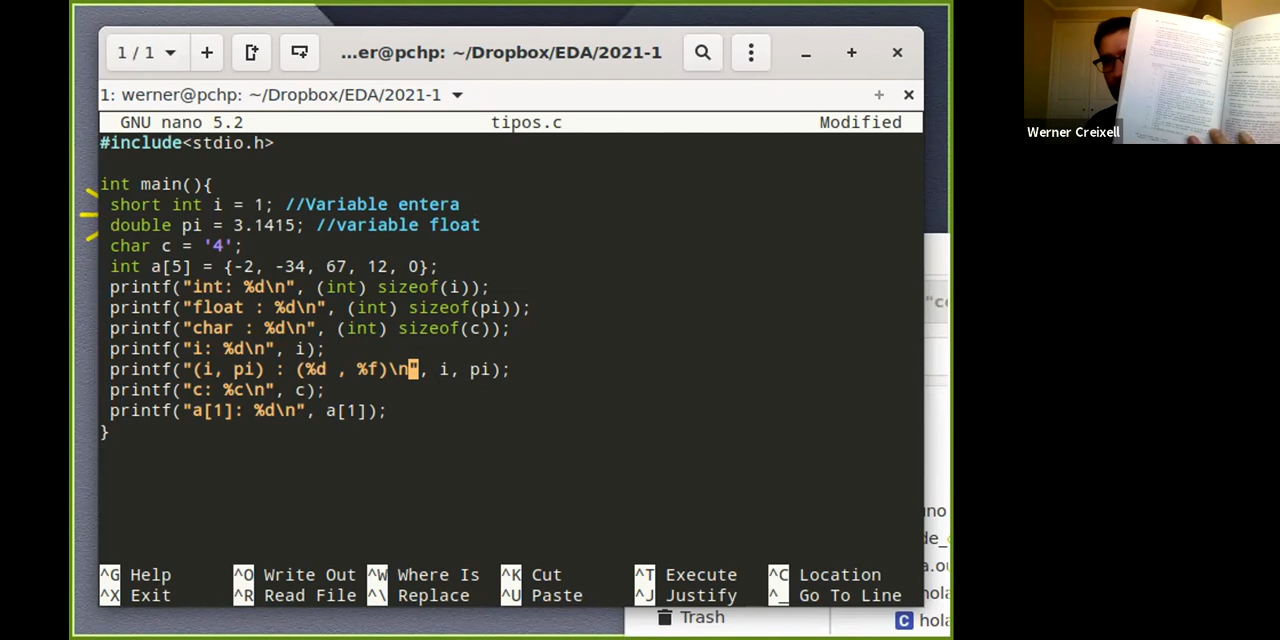 1 / 1
…er@pchp: ~/Dropbox/EDA/2021-1
1: werner@pchp: ~/Dropbox/EDA/2021-1
GNU nano 5.2 tipos.c Modified
#include<stdio.h>
int main(){
short int i = 1; //Variable entera
double pi = 3.1415; //variable float
char c = '4';
int a[5] = {-2, -34, 67, 12, 0};
printf("int: %d\n", (int) sizeof(i));
printf("float : %d\n", (int) sizeof(pi));
printf("char : %d\n", (int) sizeof(c));
printf("i: %d\n", i);
printf("(i, pi) : (%d , %f)\n", i, pi);
printf("c: %c\n", c);
printf("a[1]: %d\n", a[1]);
}
^G Help ^O Write Out ^W Where Is ^K Cut ^T Execute ^C Location
^X Exit ^R Read File ^\ Replace ^U Paste ^J Justify ^_ Go To Line
Trash
Werner Creixell